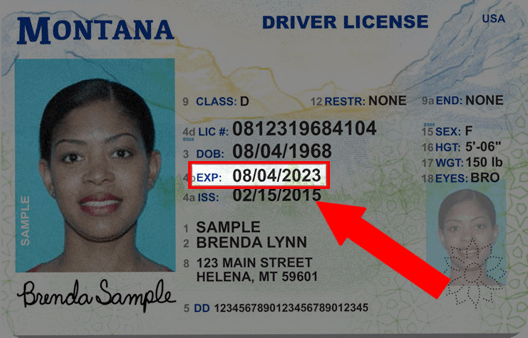 MONTANA
DRIVER LICENSE
USA
9 CLASS: D
12 RESTR: NONE
9a END: NONE
4d LIC #: 0812319684104
15 SEX: F
3 DOB: 08/04/1968
16 HGT: 5'-06"
17 WGT: 150 lb
EXP: 08/04/2023
18 EYES: BRO
4a ISS: 02/15/2015
1 SAMPLE
2 BRENDA LYNN
8 123 MAIN STREET
HELENA, MT 59601
5 DD 1234567890123456789012345
SAMPLE
Brenda Sample